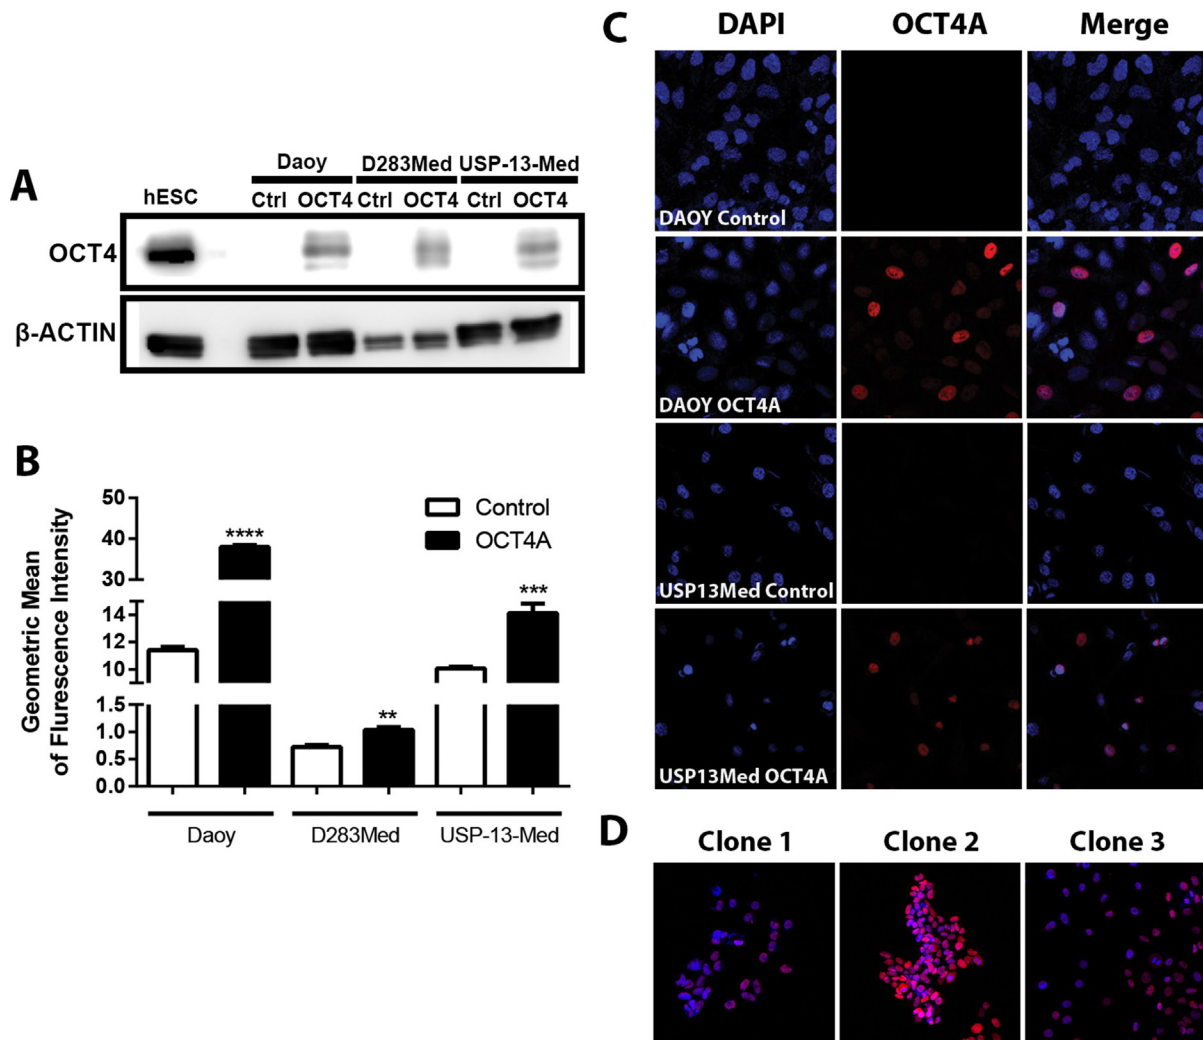 A
Daoy D283Med USP-13-Med
hESC Ctrl OCT4 Ctrl OCT4 Ctrl OCT4
OCT4
β-ACTIN
B
Geometric Mean
of Flurescence Intensity
50
40
30
14
12
10
1.5
1.0
0.5
0.0
Control
OCT4A
****
**
***
Daoy D283Med USP-13-Med
C
DAPI OCT4A Merge
DAOY Control
DAOY OCT4A
USP13Med Control
USP13Med OCT4A
D
Clone 1 Clone 2 Clone 3